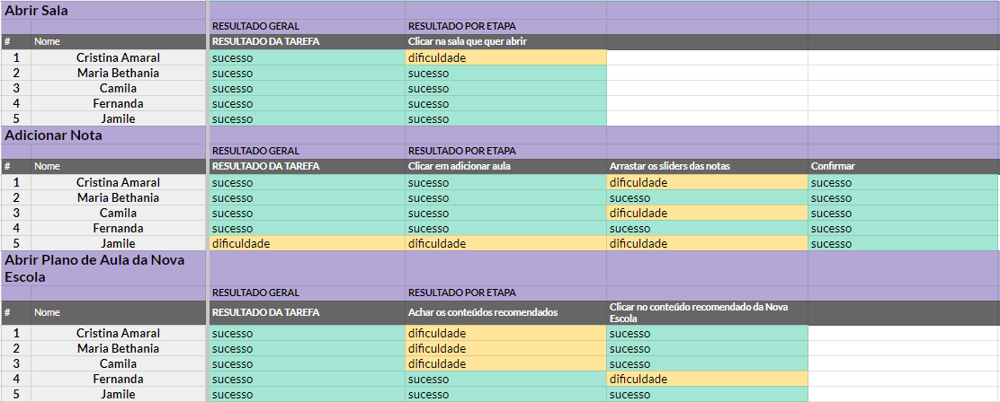 Abrir Sala
RESULTADO GERAL RESULTADO POR ETAPA
# Nome RESULTADO DA TAREFA Clicar na sala que quer abrir
1 Cristina Amaral sucesso dificuldade
2 Maria Bethania sucesso sucesso
3 Camila sucesso sucesso
4 Fernanda sucesso sucesso
5 Jamile sucesso sucesso
Adicionar Nota
RESULTADO GERAL RESULTADO POR ETAPA
# Nome RESULTADO DA TAREFA Clicar em adicionar aula Arrastar os sliders das notas Confirmar
1 Cristina Amaral sucesso sucesso dificuldade sucesso
2 Maria Bethania sucesso sucesso sucesso sucesso
3 Camila sucesso sucesso dificuldade sucesso
4 Fernanda sucesso sucesso sucesso sucesso
5 Jamile dificuldade dificuldade dificuldade sucesso
Abrir Plano de Aula da Nova
Escola
RESULTADO GERAL RESULTADO POR ETAPA
# Nome RESULTADO DA TAREFA Achar os conteúdos recomendados Clicar no conteúdo recomendado da Nova
Escola
1 Cristina Amaral sucesso dificuldade sucesso
2 Maria Bethania sucesso dificuldade sucesso
3 Camila sucesso dificuldade sucesso
4 Fernanda sucesso sucesso dificuldade
5 Jamile sucesso sucesso sucesso